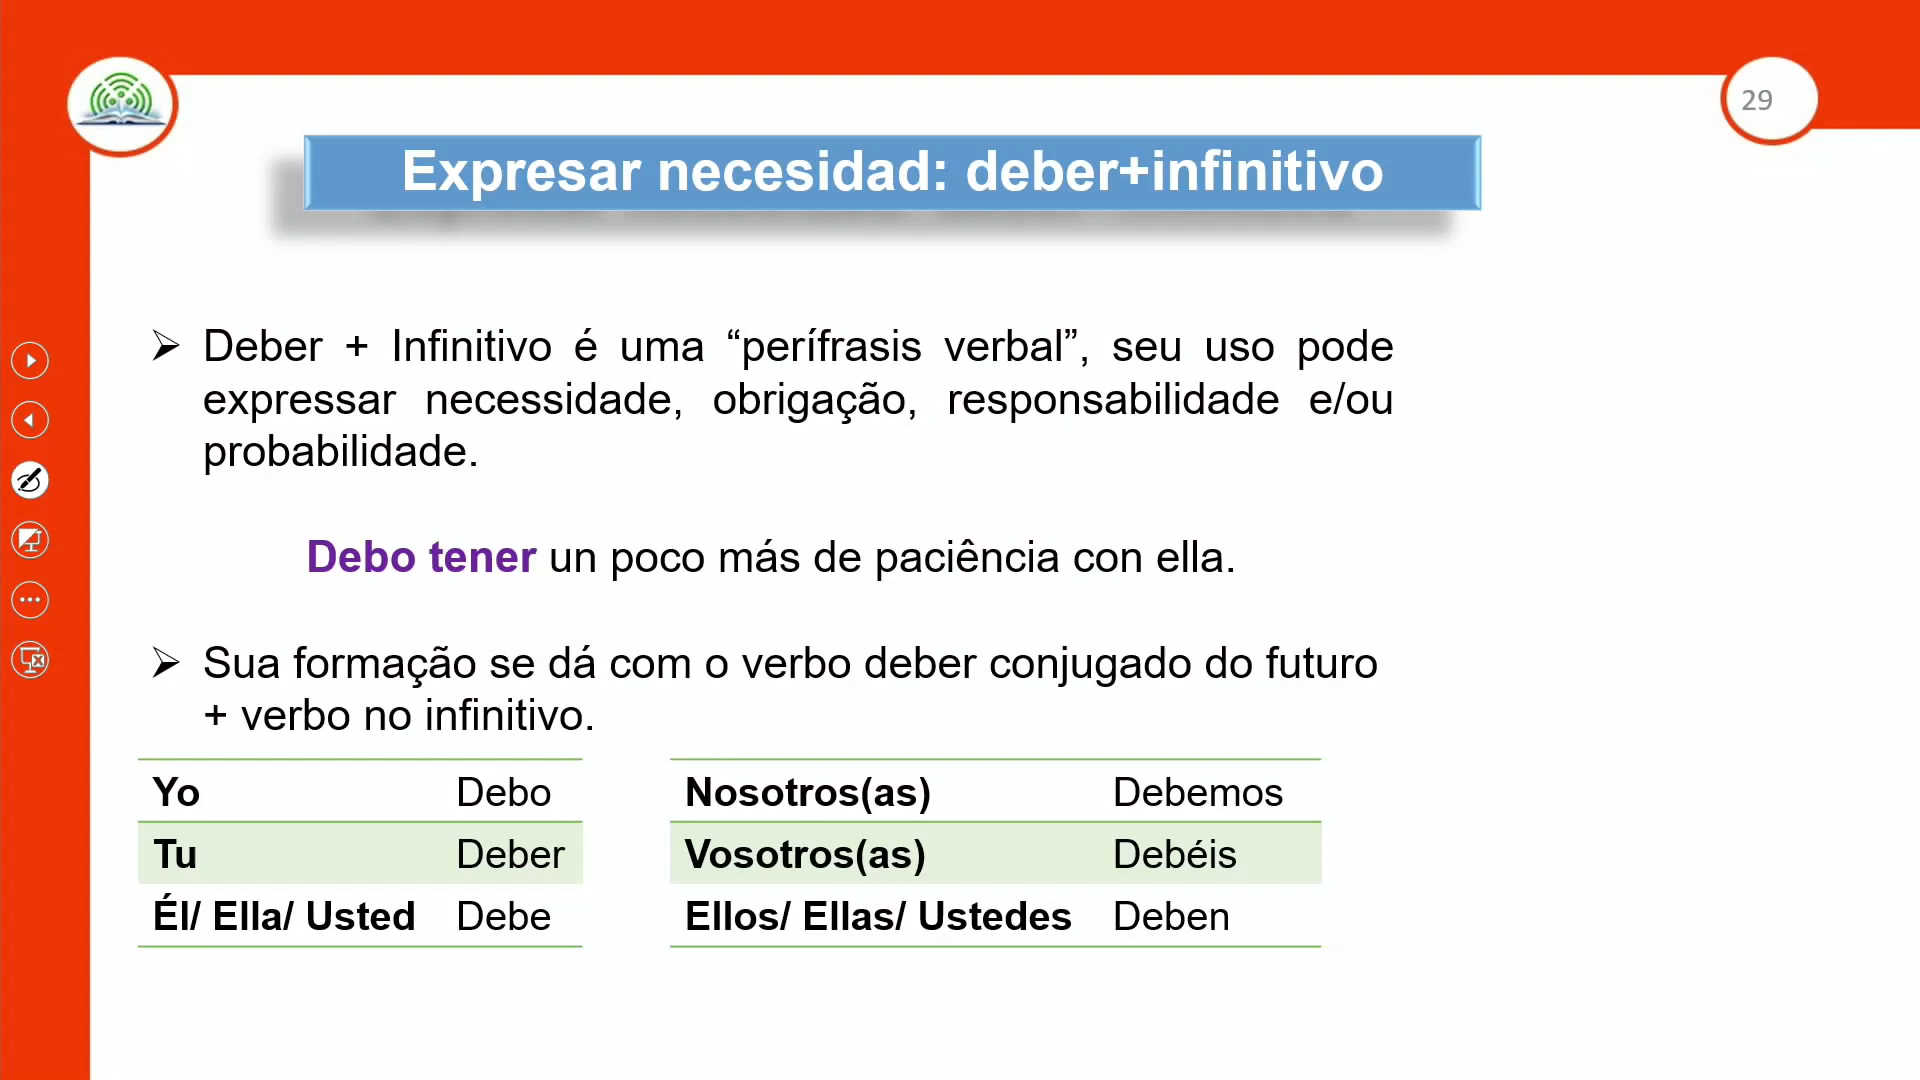 29
Expresar necesidad: deber+infinitivo
Deber + Infinitivo é uma “perífrasis verbal”, seu uso pode
expressar necessidade, obrigação, responsabilidade e/ou
probabilidade.
Debo tener un poco más de paciência con ella.
Sua formação se dá com o verbo deber conjugado do futuro
+ verbo no infinitivo.
Yo Debo
Tu Deber
Él/ Ella/ Usted Debe
Nosotros(as) Debemos
Vosotros(as) Debéis
Ellos/ Ellas/ Ustedes Deben